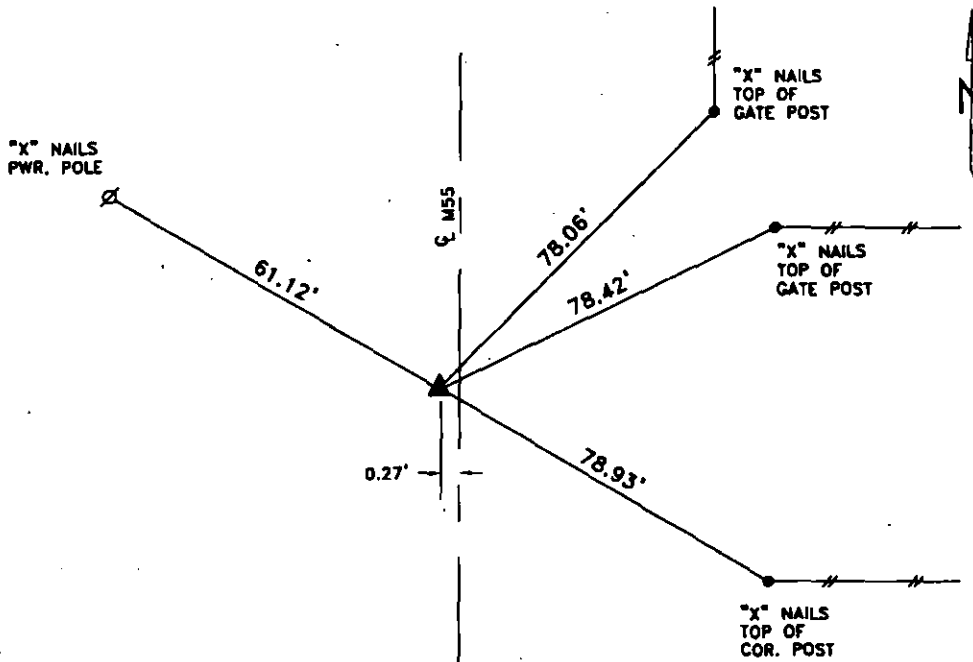 "X" NAILS
TOP OF
GATE POST
"X" NAILS
PWR. POLE
℄ M55
78.06'
61.12'
78.42'
"X" NAILS
TOP OF
GATE POST
0.27'
78.93'
"X" NAILS
TOP OF
COR. POST